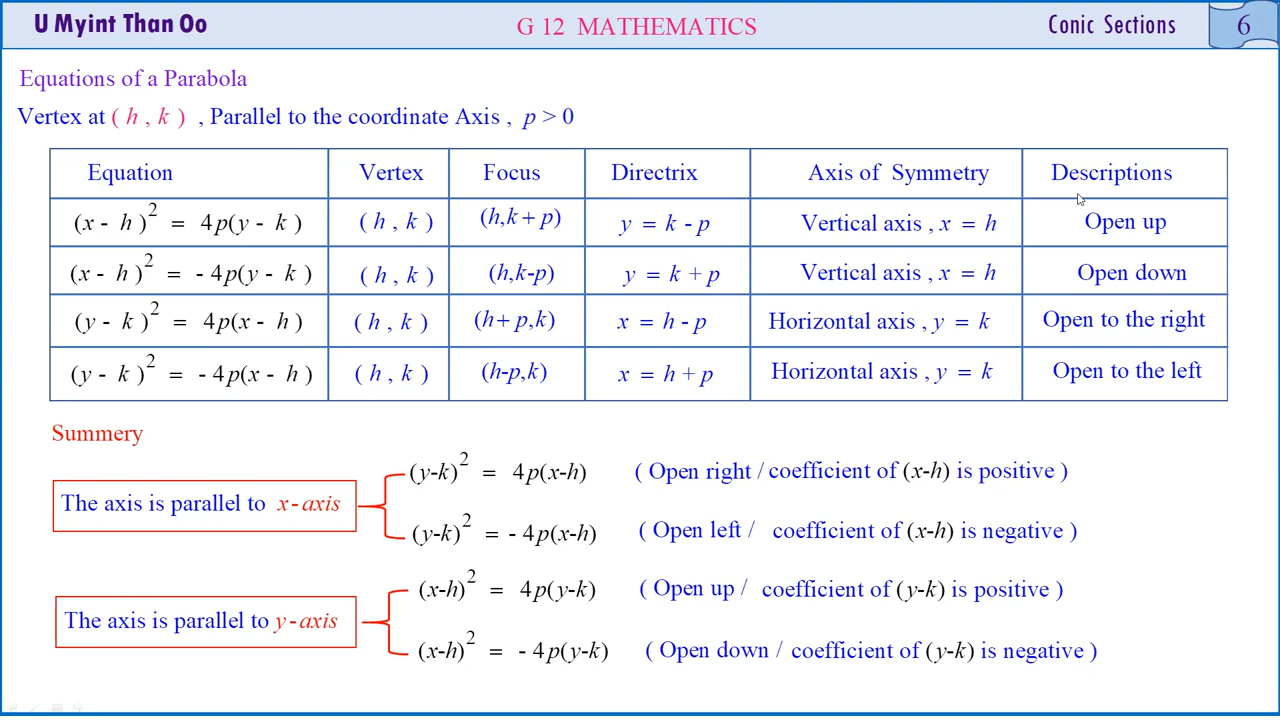 U Myint Than Oo G 12 MATHEMATICS Conic Sections 6
Equations of a Parabola
Vertex at ( h , k ) , Parallel to the coordinate Axis , p > 0
Equation Vertex Focus Directrix Axis of Symmetry Descriptions
(x - h )² = 4p(y - k ) ( h , k ) (h,k + p) y = k - p Vertical axis , x = h Open up
(x - h )² = - 4p(y - k ) ( h , k ) (h,k-p) y = k + p Vertical axis , x = h Open down
(y - k )² = 4p(x - h ) ( h , k ) (h+ p,k) x = h - p Horizontal axis , y = k Open to the right
(y - k )² = - 4p(x - h ) ( h , k ) (h-p,k) x = h + p Horizontal axis , y = k Open to the left
Summery
The axis is parallel to x - axis
(y-k)² = 4p(x-h) ( Open right / coefficient of (x-h) is positive )
(y-k)² = - 4p(x-h) ( Open left / coefficient of (x-h) is negative )
The axis is parallel to y - axis
(x-h)² = 4p(y-k) ( Open up / coefficient of (y-k) is positive )
(x-h)² = - 4p(y-k) ( Open down / coefficient of (y-k) is negative )